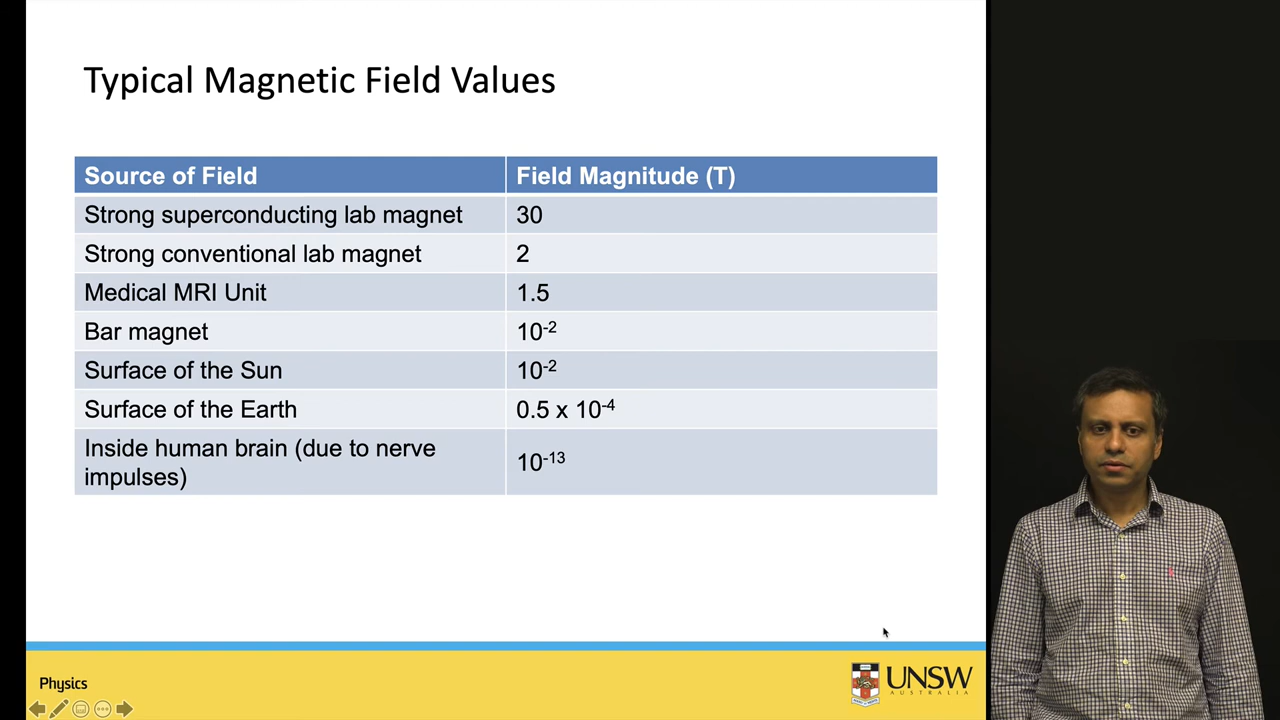 Typical Magnetic Field Values
Source of Field Field Magnitude (T)
Strong superconducting lab magnet 30
Strong conventional lab magnet 2
Medical MRI Unit 1.5
Bar magnet 10⁻²
Surface of the Sun 10⁻²
Surface of the Earth 0.5 x 10⁻⁴
Inside human brain (due to nerve
impulses) 10⁻¹³
Physics
UNSW
AUSTRALIA